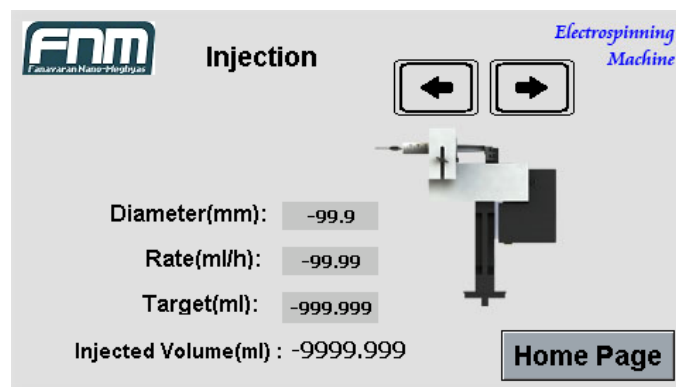 FNM
Fanavaran Nano-Meghyas
Injection
Electrospinning
Machine
Diameter(mm): -99.9
Rate(ml/h): -99.99
Target(ml): -999.999
Injected Volume(ml) : -9999.999
Home Page